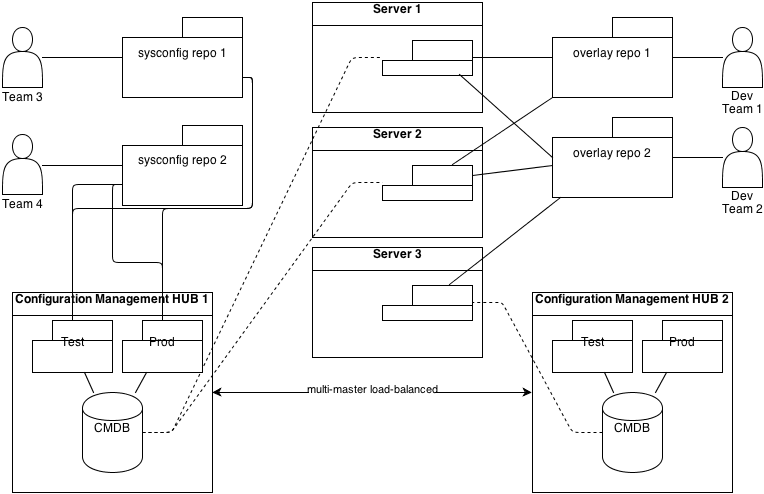 Server 1
sysconfig repo 1
overlay repo 1
Team 3
Dev
Team 1
Server 2
sysconfig repo 2
overlay repo 2
Team 4
Dev
Team 2
Server 3
Configuration Management HUB 1
Configuration Management HUB 2
Test
Prod
Test
Prod
multi-master load-balanced
CMDB
CMDB